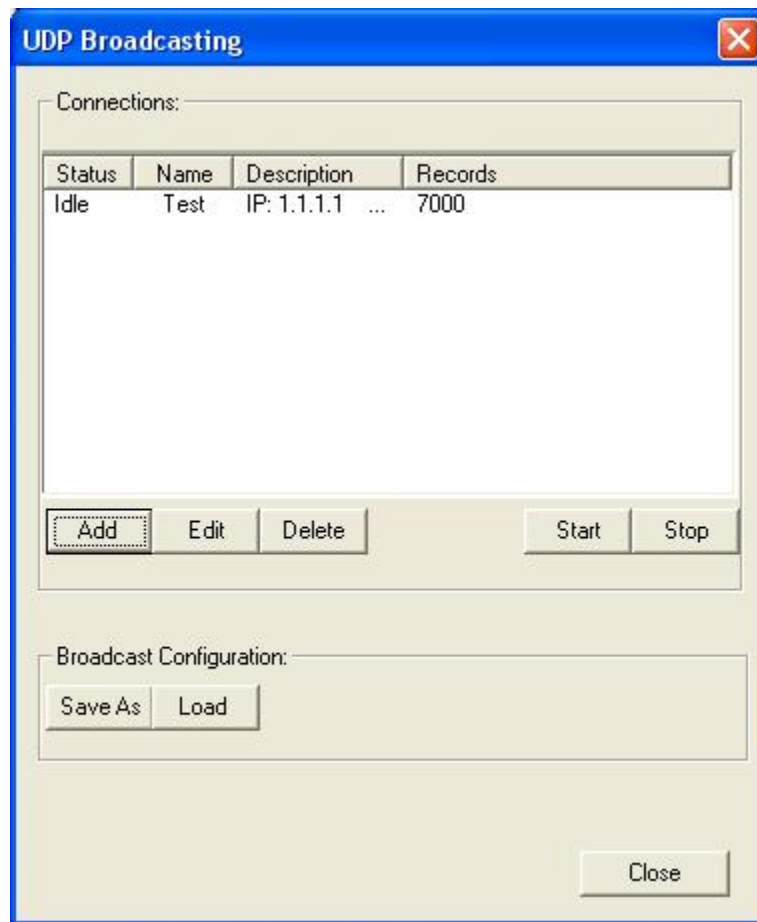 UDP Broadcasting
Connections:
Status Name Description Records
Idle Test IP: 1.1.1.1 ... 7000
Add Edit Delete Start Stop
Broadcast Configuration:
Save As Load
Close